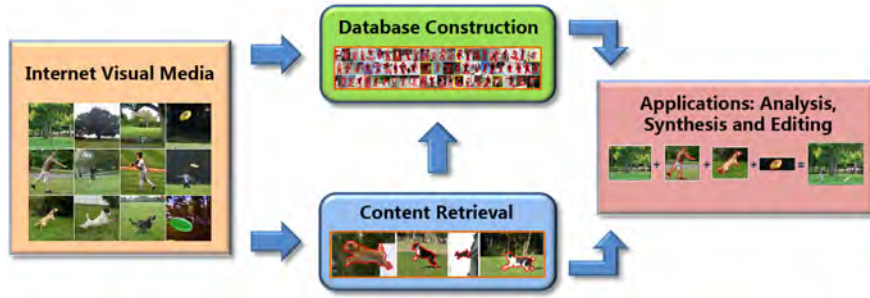 Internet Visual Media
Database Construction
Content Retrieval
Applications: Analysis,
Synthesis and Editing
+ + + =